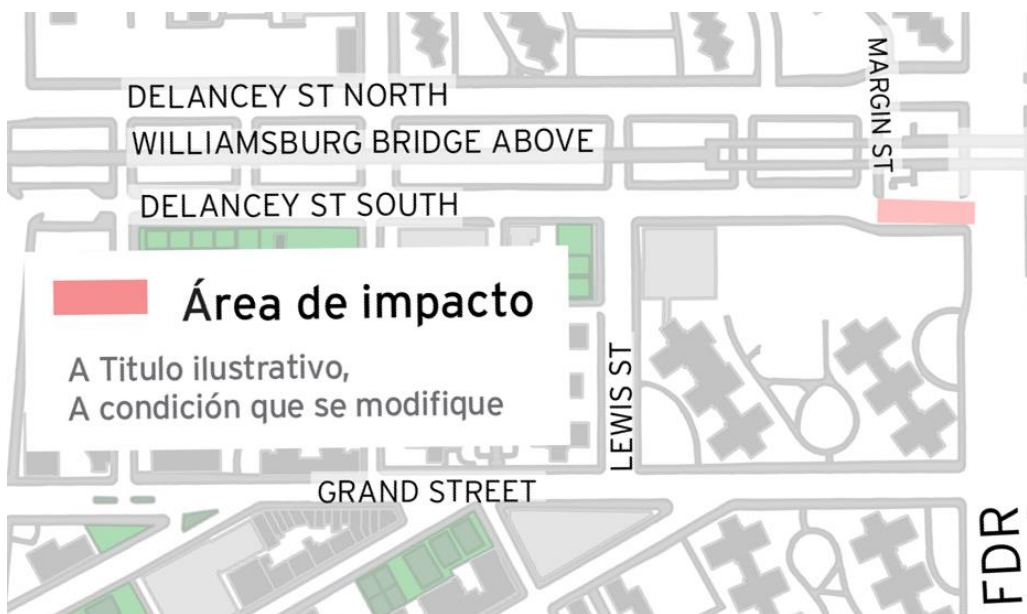 DELANCEY ST NORTH
MARGIN ST
WILLIAMSBURG BRIDGE ABOVE
DELANCEY ST SOUTH
Área de impacto
A Titulo ilustrativo,
A condición que se modifique
LEWIS ST
GRAND STREET
FDR